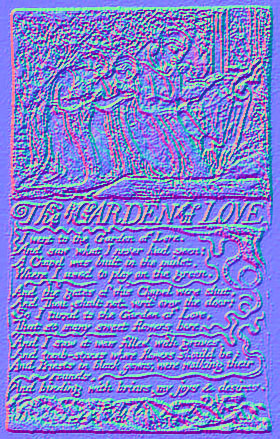 The GARDEN of LOVE
I went to the Garden of Love.
And saw what I never had seen:
A Chapel was built in the midst,
Where I used to play on the green.
And the gates of this Chapel were shut,
And Thou shalt not writ over the door;
So I turn'd to the Garden of Love,
That so many sweet flowers bore,
And I saw it was filled with graves,
And tomb-stones where flowers should be:
And Priests in black gowns, were walking their
rounds,
And binding with briars, my joys & desires.